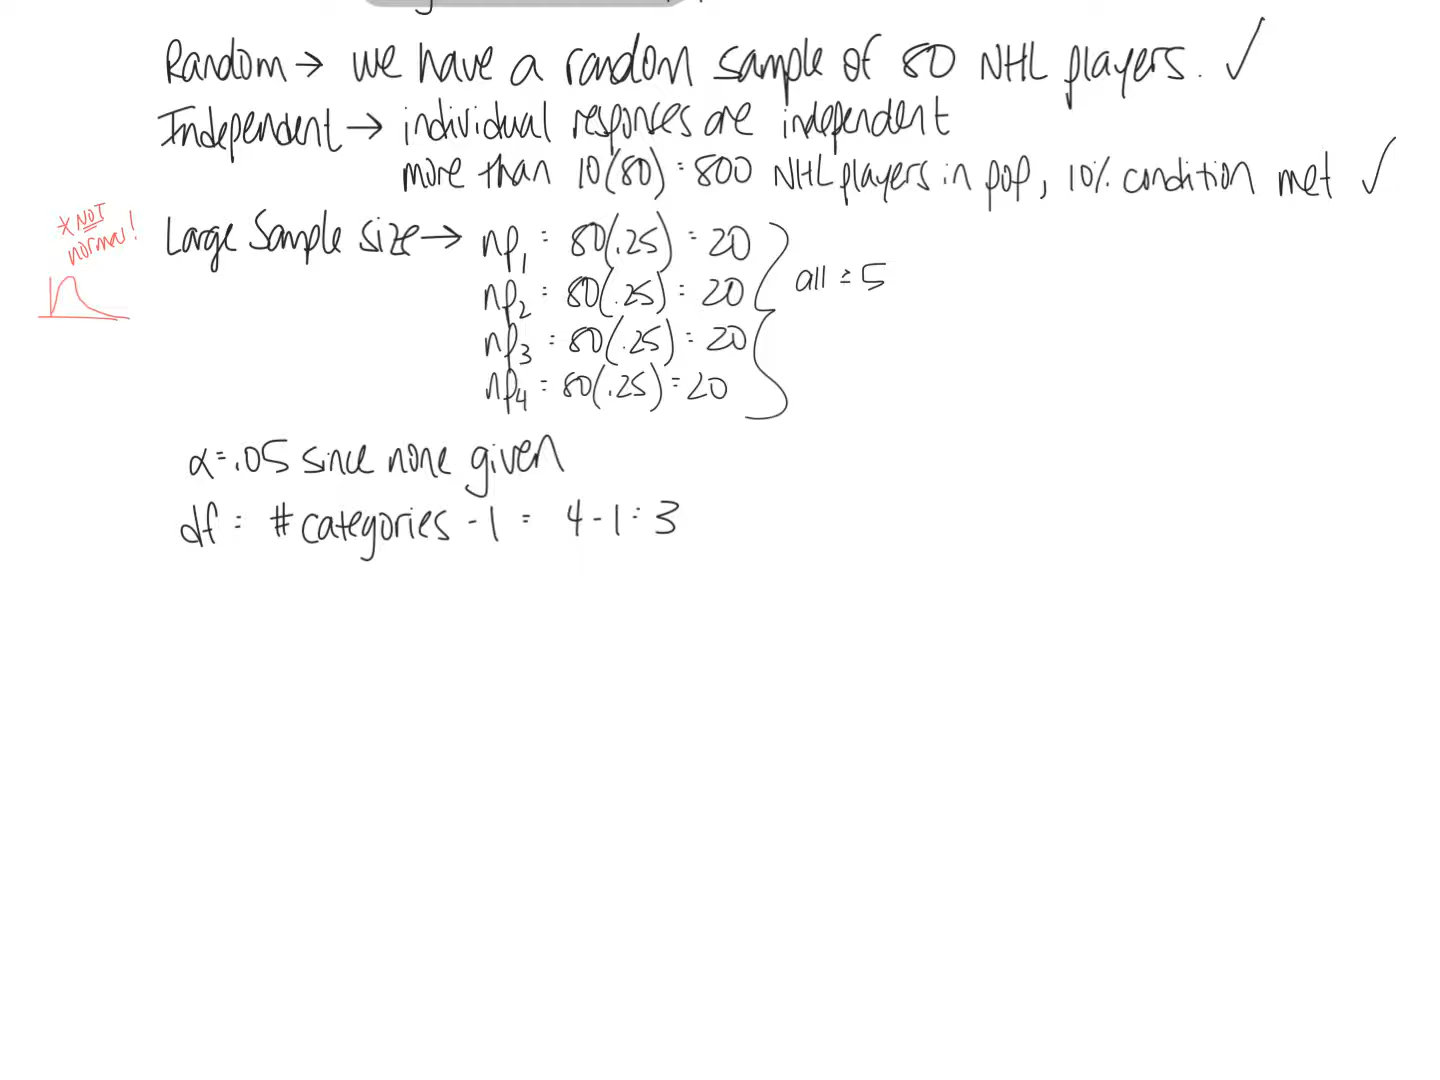 Random → we have a random sample of 80 NHL players. ✓
Independent → individual responses are independent
more than 10(80) = 800 NHL players in pop, 10% condition met ✓
* NOT
normal!
Large Sample size → np₁ = 80(.25) = 20
np₂ = 80(.25) = 20
all ≥ 5
np₃ = 80(.25) = 20
np₄ = 80(.25) = 20
α = .05 since none given
df = # categories - 1 = 4 - 1 = 3